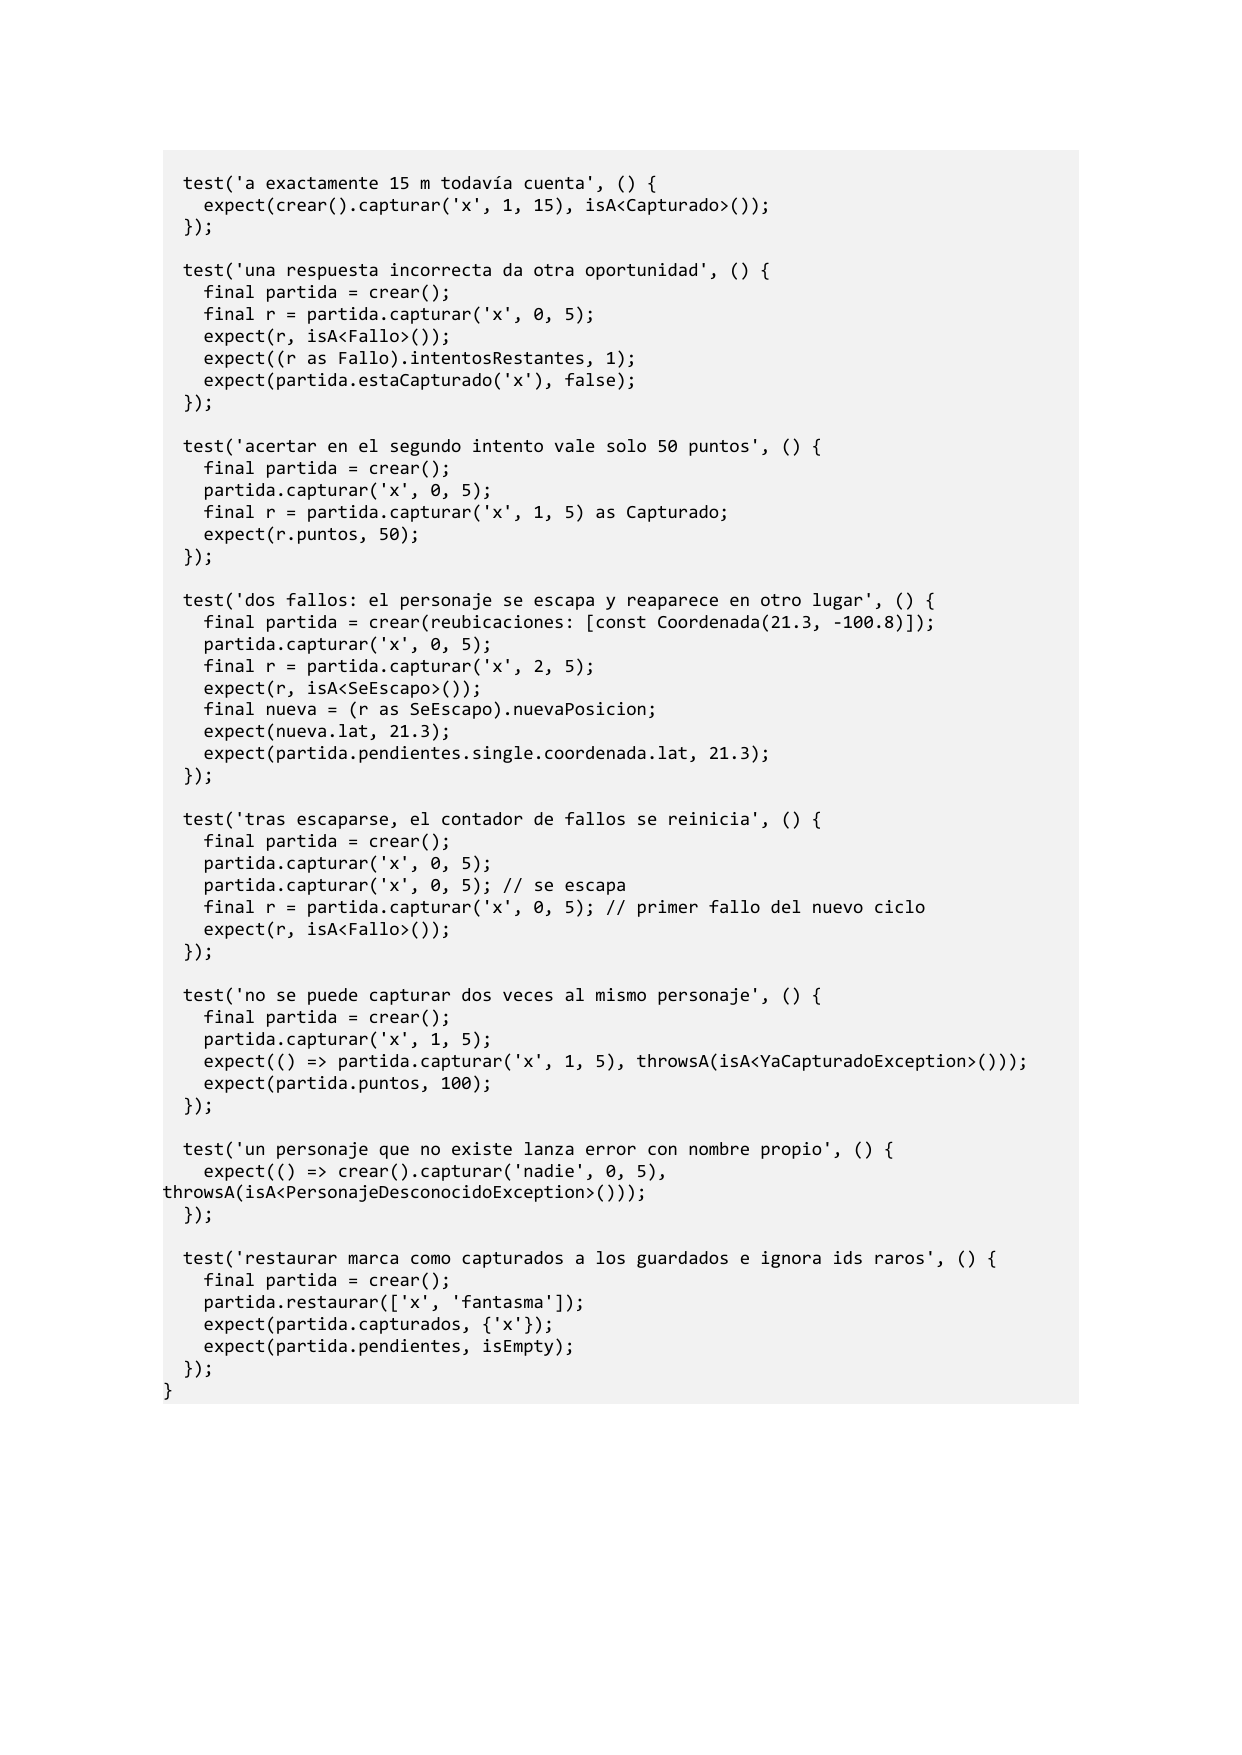 test('a exactamente 15 m todavía cuenta', () {
expect(crear().capturar('x', 1, 15), isA<Capturado>());
});
test('una respuesta incorrecta da otra oportunidad', () {
final partida = crear();
final r = partida.capturar('x', 0, 5);
expect(r, isA<Fallo>());
expect((r as Fallo).intentosRestantes, 1);
expect(partida.estaCapturado('x'), false);
});
test('acertar en el segundo intento vale solo 50 puntos', () {
final partida = crear();
partida.capturar('x', 0, 5);
final r = partida.capturar('x', 1, 5) as Capturado;
expect(r.puntos, 50);
});
test('dos fallos: el personaje se escapa y reaparece en otro lugar', () {
final partida = crear(reubicaciones: [const Coordenada(21.3, -100.8)]);
partida.capturar('x', 0, 5);
final r = partida.capturar('x', 2, 5);
expect(r, isA<SeEscapo>());
final nueva = (r as SeEscapo).nuevaPosicion;
expect(nueva.lat, 21.3);
expect(partida.pendientes.single.coordenada.lat, 21.3);
});
test('tras escaparse, el contador de fallos se reinicia', () {
final partida = crear();
partida.capturar('x', 0, 5);
partida.capturar('x', 0, 5); // se escapa
final r = partida.capturar('x', 0, 5); // primer fallo del nuevo ciclo
expect(r, isA<Fallo>());
});
test('no se puede capturar dos veces al mismo personaje', () {
final partida = crear();
partida.capturar('x', 1, 5);
expect(() => partida.capturar('x', 1, 5), throwsA(isA<YaCapturadoException>()));
expect(partida.puntos, 100);
});
test('un personaje que no existe lanza error con nombre propio', () {
expect(() => crear().capturar('nadie', 0, 5),
throwsA(isA<PersonajeDesconocidoException>()));
});
test('restaurar marca como capturados a los guardados e ignora ids raros', () {
final partida = crear();
partida.restaurar(['x', 'fantasma']);
expect(partida.capturados, {'x'});
expect(partida.pendientes, isEmpty);
});
}